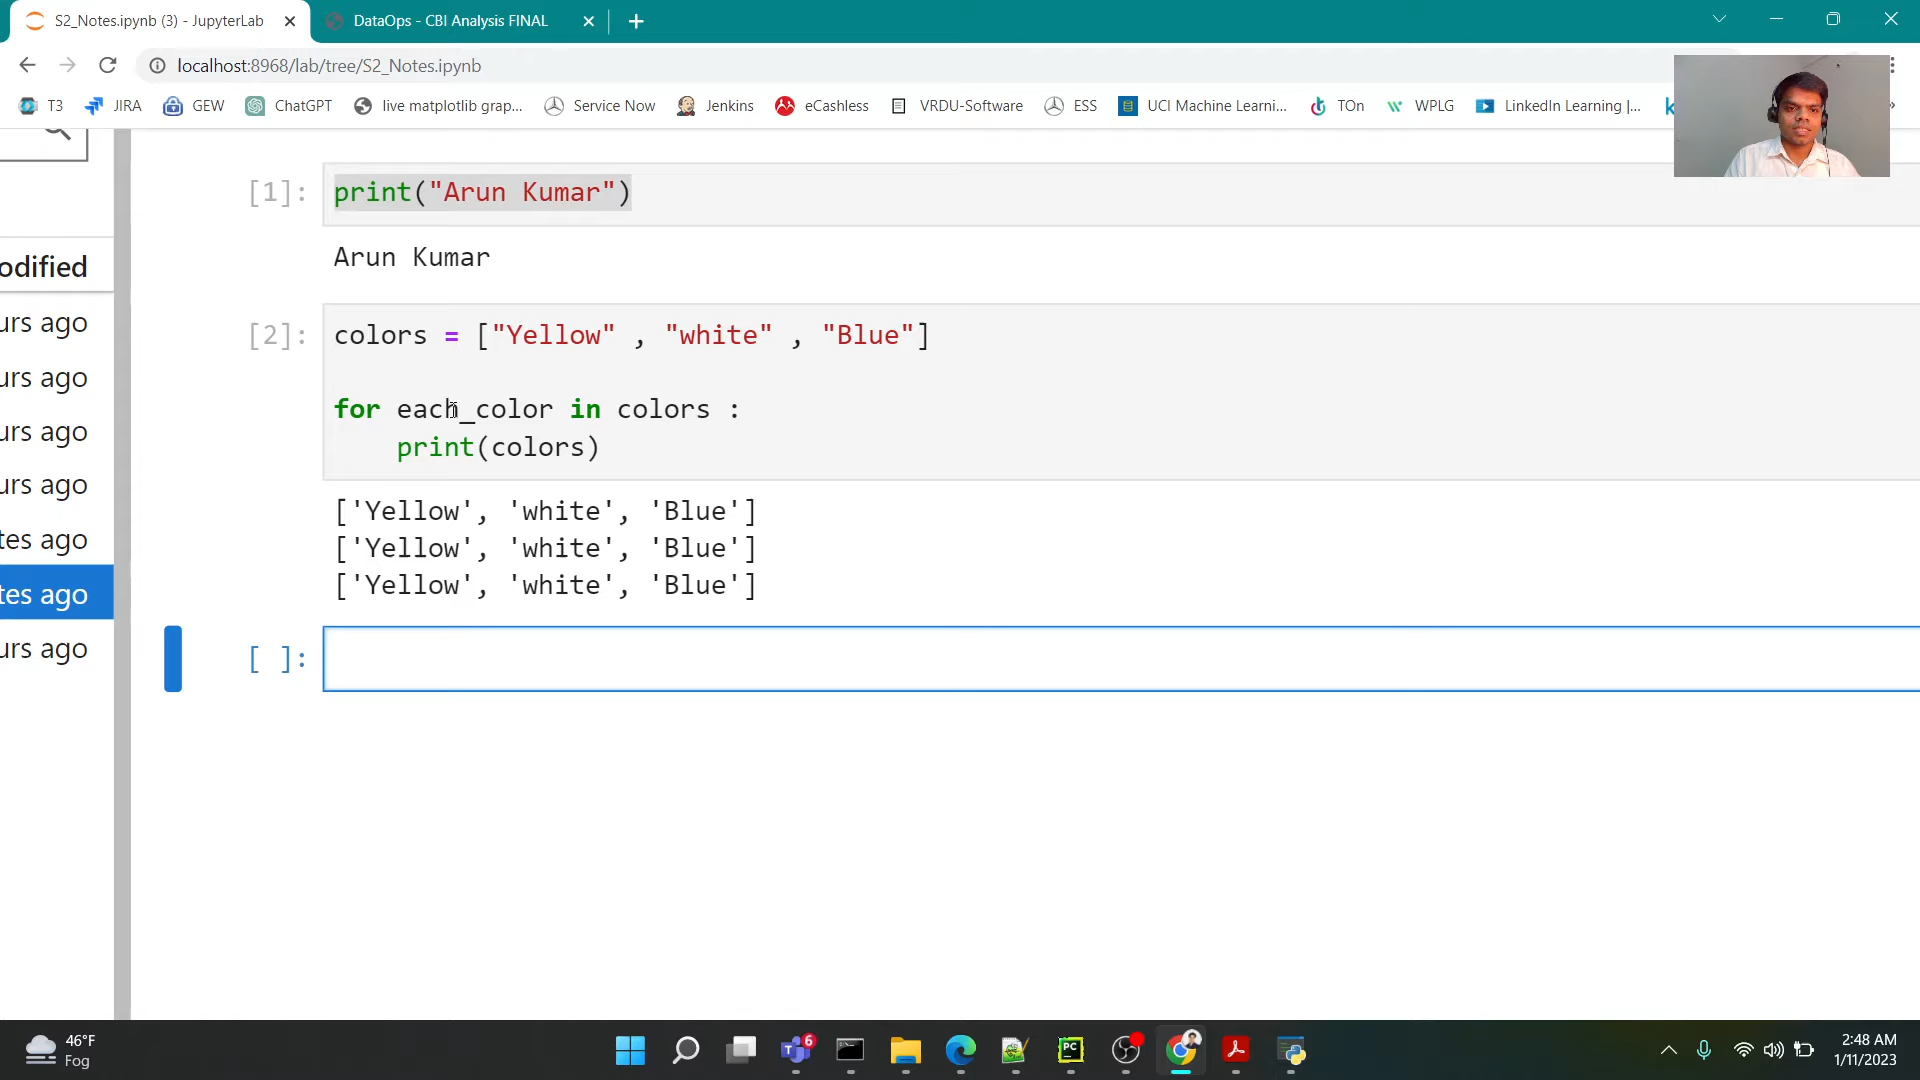 S2_Notes.ipynb (3) - JupyterLab
DataOps - CBI Analysis FINAL
localhost:8968/lab/tree/S2_Notes.ipynb
T3 JIRA GEW ChatGPT live matplotlib grap... Service Now Jenkins eCashless VRDU-Software ESS UCI Machine Learni... TOn WPLG LinkedIn Learning |...
[1]: print("Arun Kumar")
Arun Kumar
odified
urs ago
urs ago
urs ago
urs ago
tes ago
tes ago
urs ago
[2]: colors = ["Yellow" , "white" , "Blue"]
for each_color in colors :
print(colors)
['Yellow', 'white', 'Blue']
['Yellow', 'white', 'Blue']
['Yellow', 'white', 'Blue']
[ ]:
46°F
Fog
6
PC
2:48 AM
1/11/2023